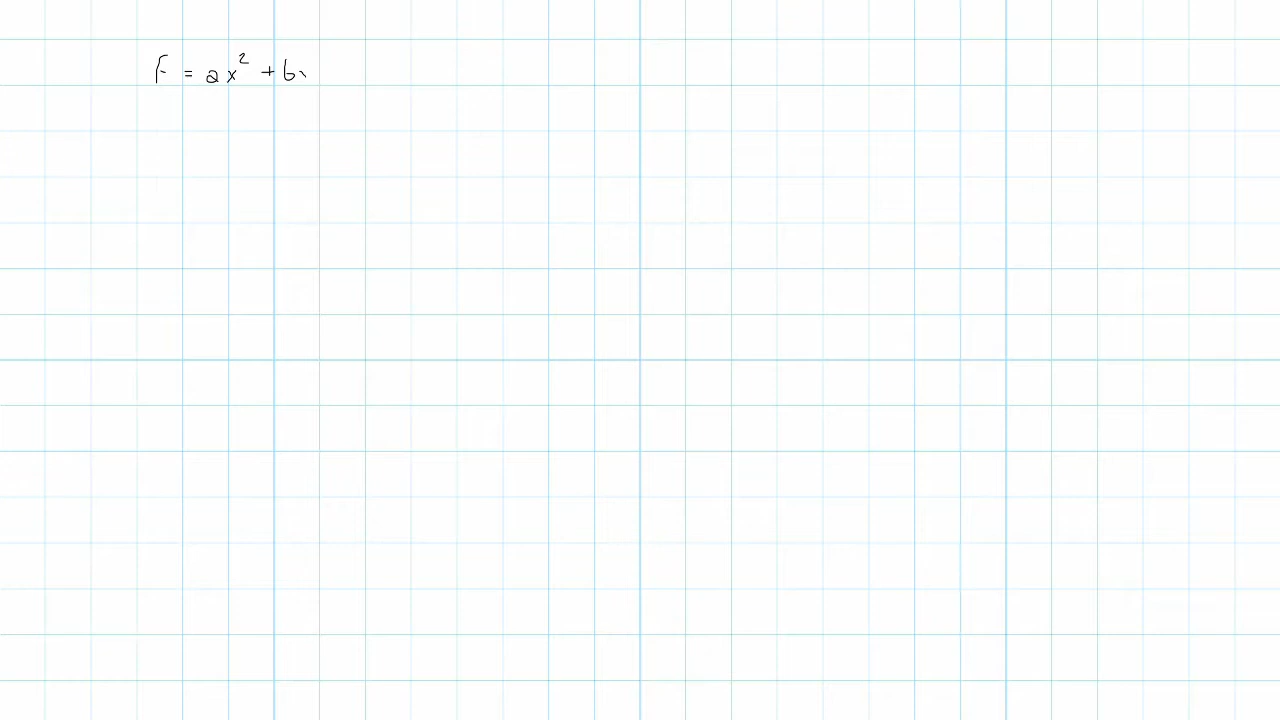 F = ax² + b